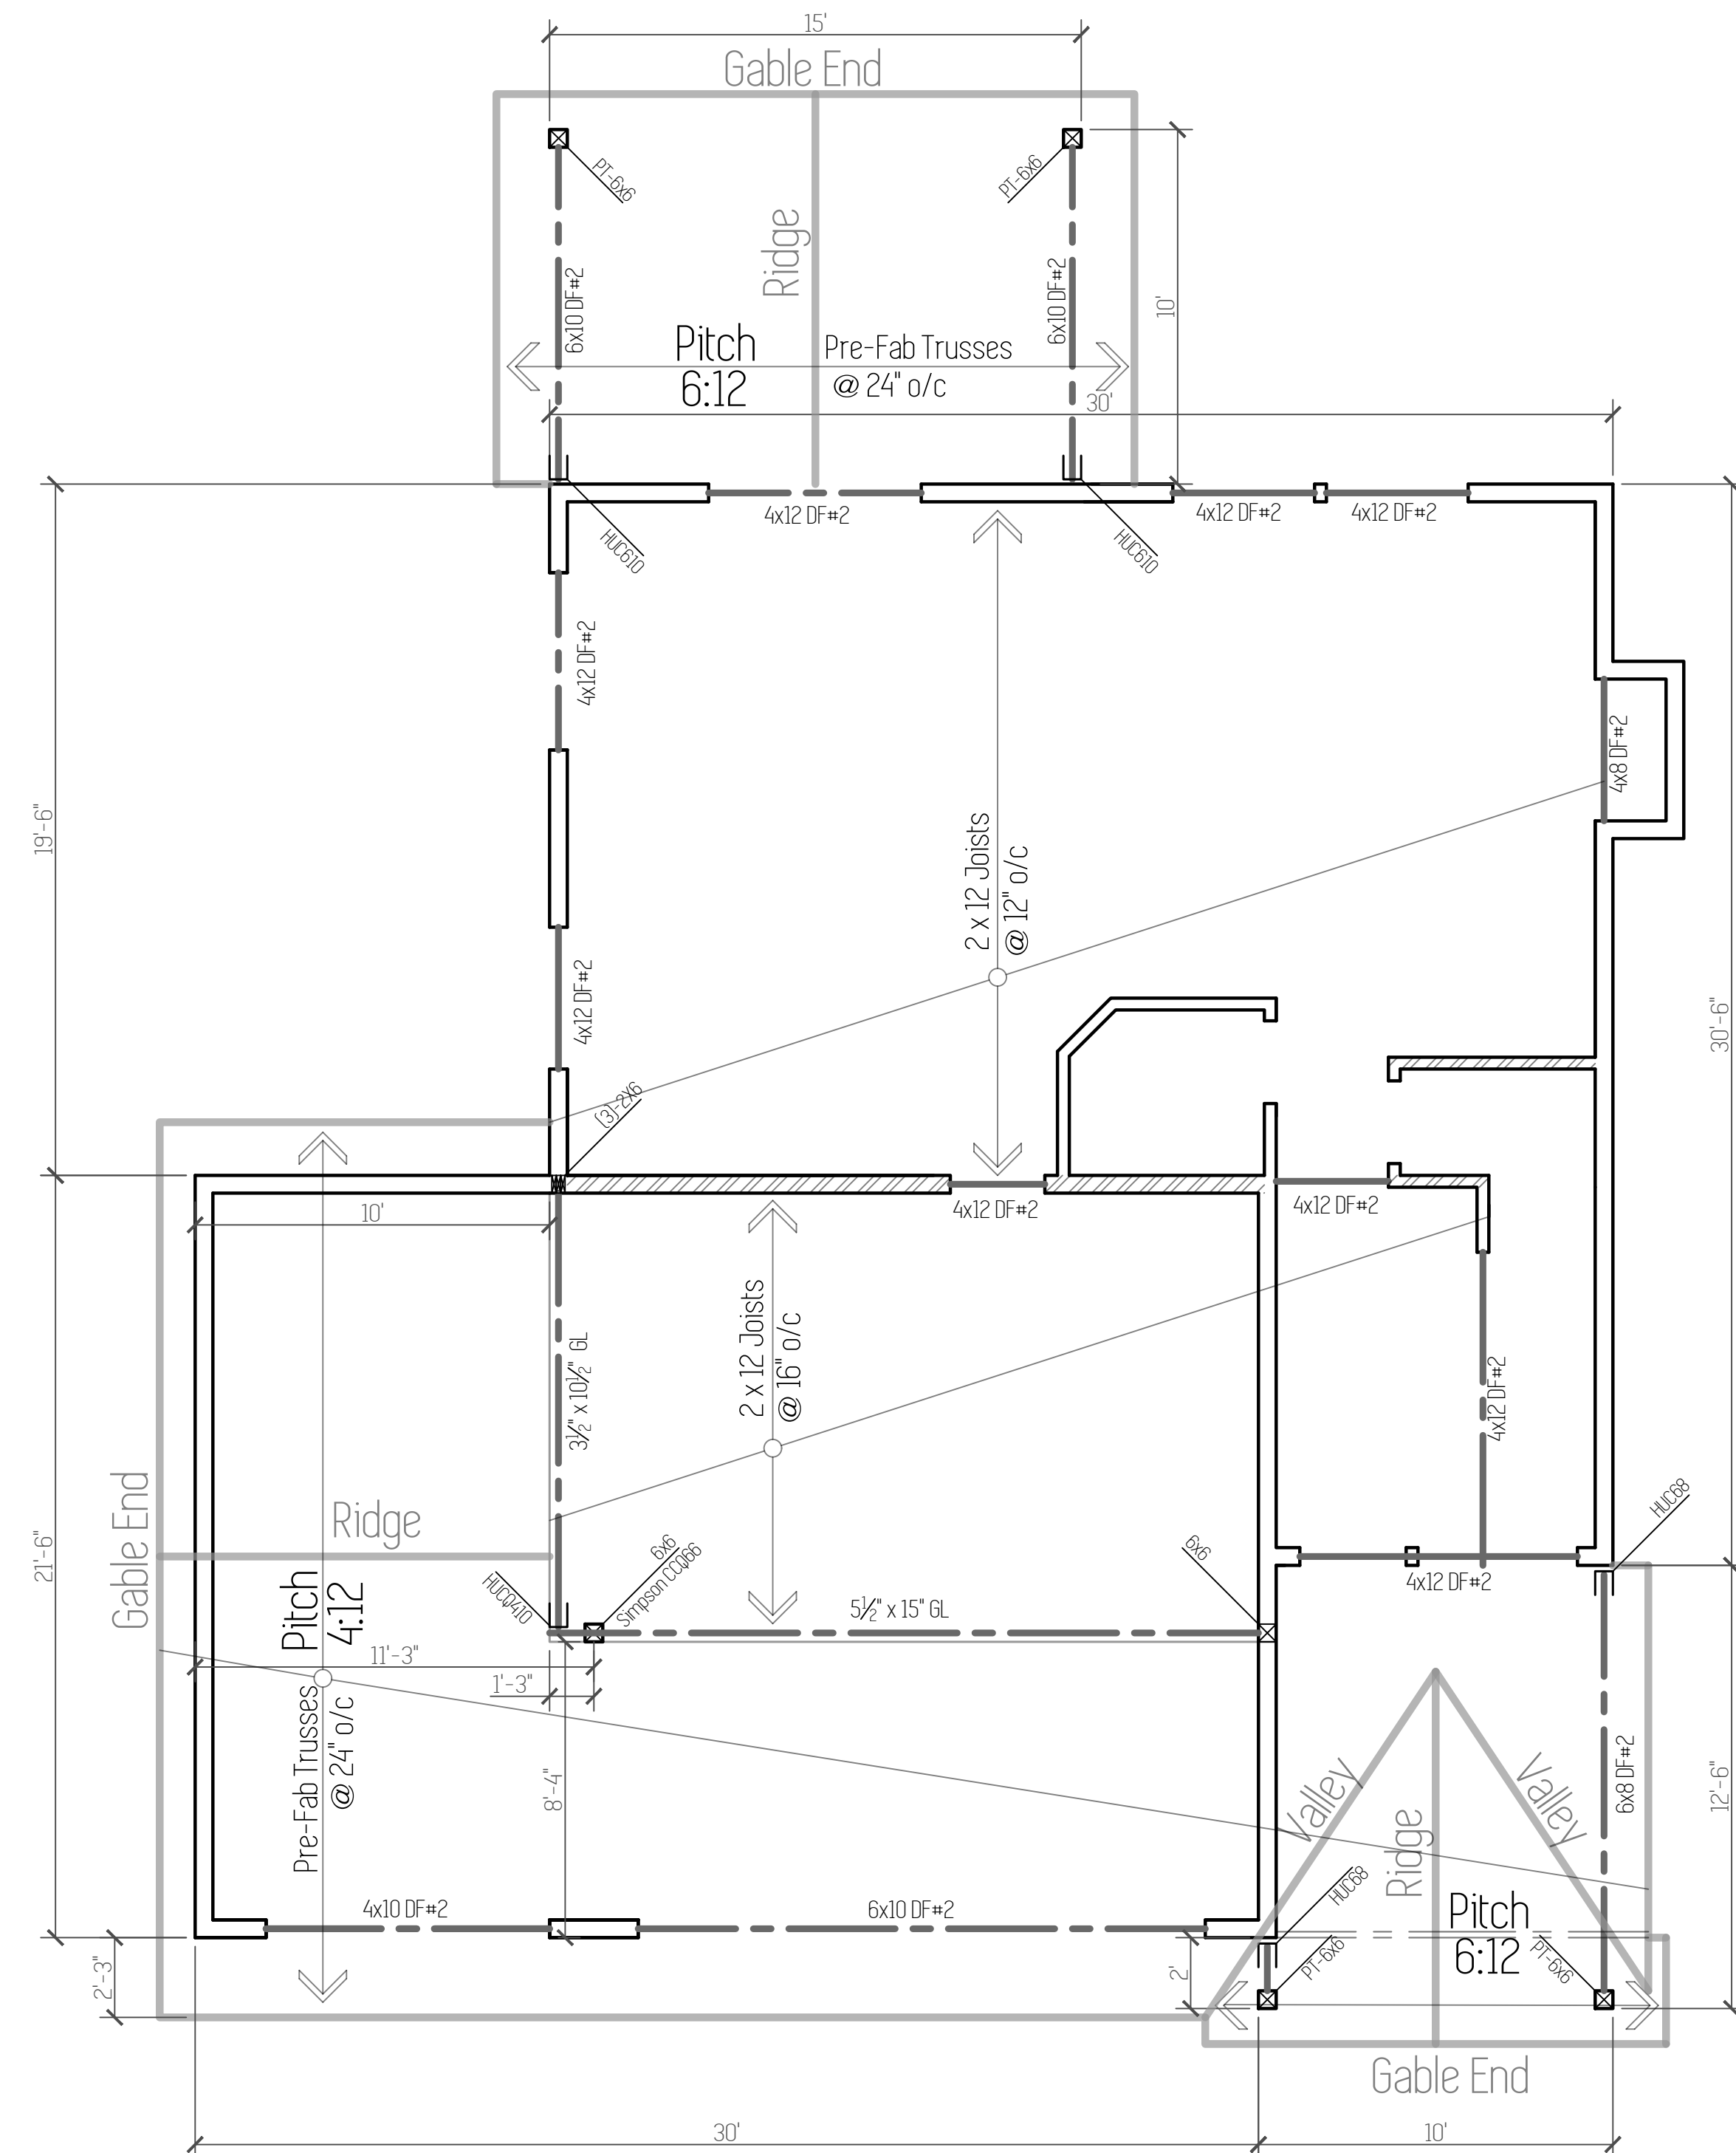 15'
Gable End
PT-6x6
PT-6x6
Ridge
6x10 DF#2
6x10 DF#2
10'
Pitch
6:12
Pre-Fab Trusses
@ 24" o/c
30'
4x12 DF#2
4x12 DF#2
4x12 DF#2
HUC610
HUC610
4x12 DF#2
4x8 DF#2
19'-6"
2 x 12 Joists
@ 12" o/c
4x12 DF#2
30'-6"
(3)-2X6
10'
4x12 DF#2
4x12 DF#2
2 x 12 Joists
@ 16" o/c
3½" x 10½" GL
4x12 DF#2
Gable End
Ridge
21'-6"
Pitch
4:12
HUCQ410
6x6
Simpson CCQ66
5½" x 15" GL
6x6
HUC68
4x12 DF#2
11'-3"
1'-3"
Pre-Fab Trusses
@ 24" o/c
8'-4"
Valley
Valley
Ridge
6x8 DF#2
12'-6"
4x10 DF#2
6x10 DF#2
HUC68
Pitch
6:12
PT-6x6
PT-6x6
2'-3"
2'
Gable End
30'
10'